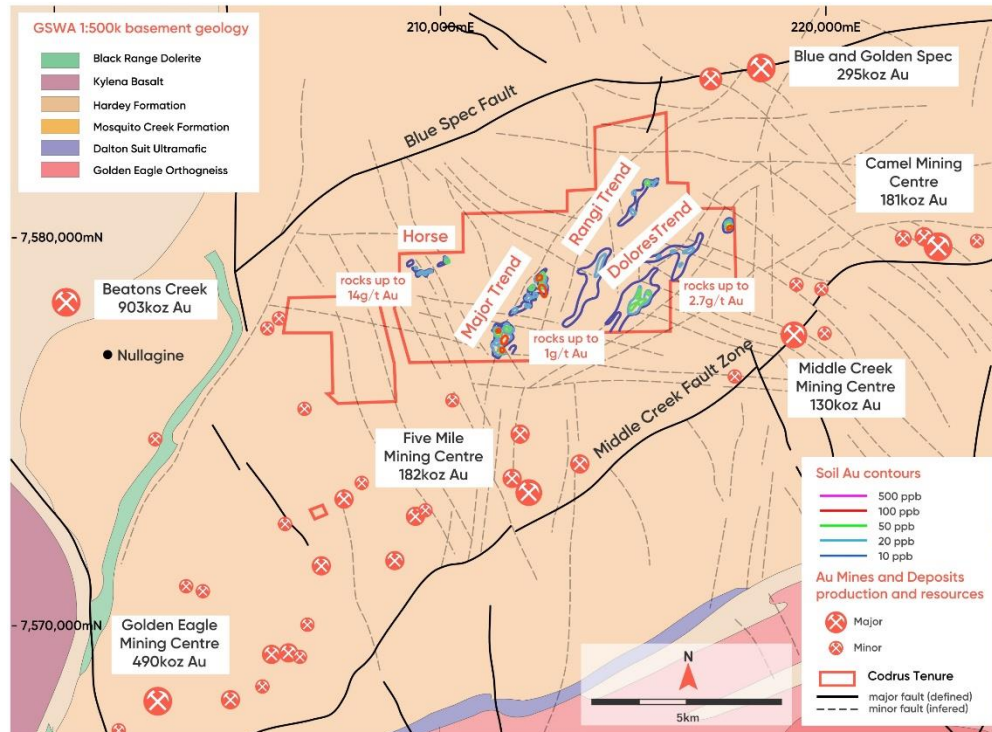 GSWA 1:500k basement geology
Black Range Dolerite
Kylena Basalt
Hardey Formation
Mosquito Creek Formation
Dalton Suit Ultramafic
Golden Eagle Orthogneiss
210,000mE
220,000mE
Blue Spec Fault
Blue and Golden Spec
295koz Au
Camel Mining
Centre
181koz Au
7,580,000mN
Horse
rocks up to
14g/t Au
Major Trend
Rangi Trend
DoloresTrend
rocks up to
2.7g/t Au
rocks up to
1g/t Au
Beatons Creek
903koz Au
Nullagine
Middle Creek Fault Zone
Middle Creek
Mining Centre
130koz Au
Five Mile
Mining Centre
182koz Au
7,570,000mN
Golden Eagle
Mining Centre
490koz Au
N
5km
Soil Au contours
500 ppb
100 ppb
50 ppb
20 ppb
10 ppb
Au Mines and Deposits
production and resources
Major
Minor
Codrus Tenure
major fault (defined)
minor fault (infered)